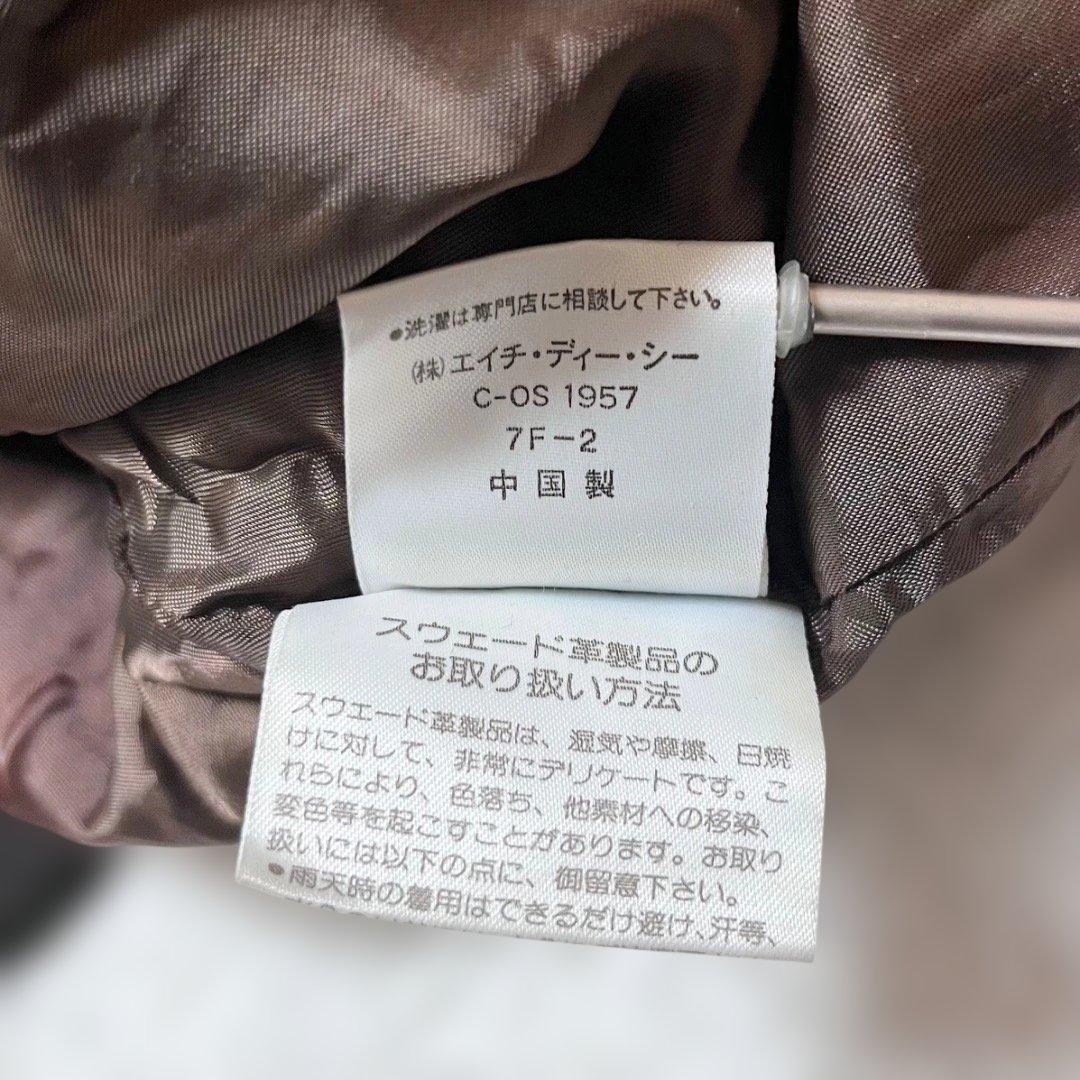 ●洗濯は専門店に相談して下さい。
(株)エイチ・ディー・シー
C-OS 1957
7F-2
中国製
スウェード革製品の
お取り扱い方法
スウェード革製品は、湿気や摩擦、日焼
けに対して、非常にデリケートです。こ
れらにより、色落ち、他素材への移染、
変色等を起こすことがあります。お取り
扱いには以下の点に、御留意下さい。
●雨天時の着用はできるだけ避け、汗等、